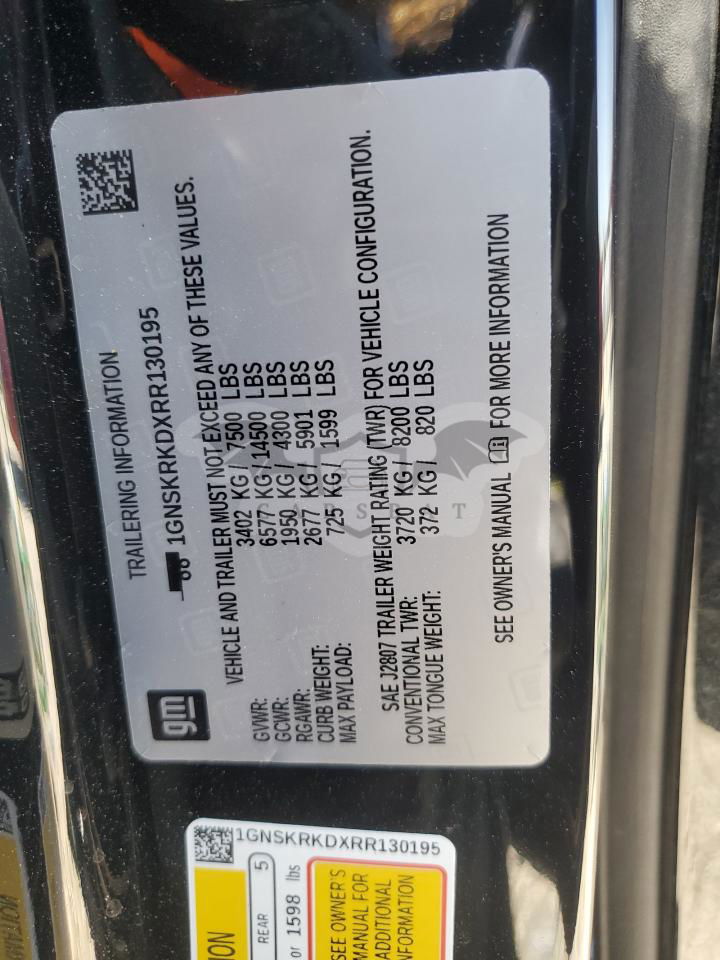 TRAILERING INFORMATION
gm
1GNSKRKDXRR130195
VEHICLE AND TRAILER MUST NOT EXCEED ANY OF THESE VALUES.
GVWR: 3402 KG / 7500 LBS
GCWR: 6577 KG / 14500 LBS
RGAWR: 1950 KG / 4300 LBS
CURB WEIGHT: 2677 KG / 5901 LBS
MAX PAYLOAD: 725 KG / 1599 LBS
SAE J2807 TRAILER WEIGHT RATING (TWR) FOR VEHICLE CONFIGURATION.
CONVENTIONAL TWR: 3720 KG / 8200 LBS
MAX TONGUE WEIGHT: 372 KG / 820 LBS
SEE OWNER'S MANUAL FOR MORE INFORMATION
1GNSKRKDXRR130195
ION
REAR 5
or 1598 lbs
SEE OWNER'S
MANUAL FOR
ADDITIONAL
INFORMATION